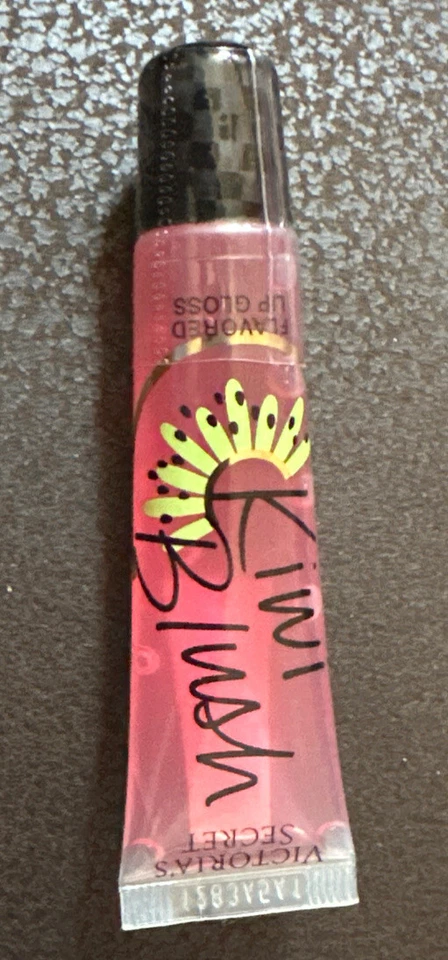 VICTORIA'S
SECRET
Kiwi
Blush
FLAVORED
LIP GLOSS